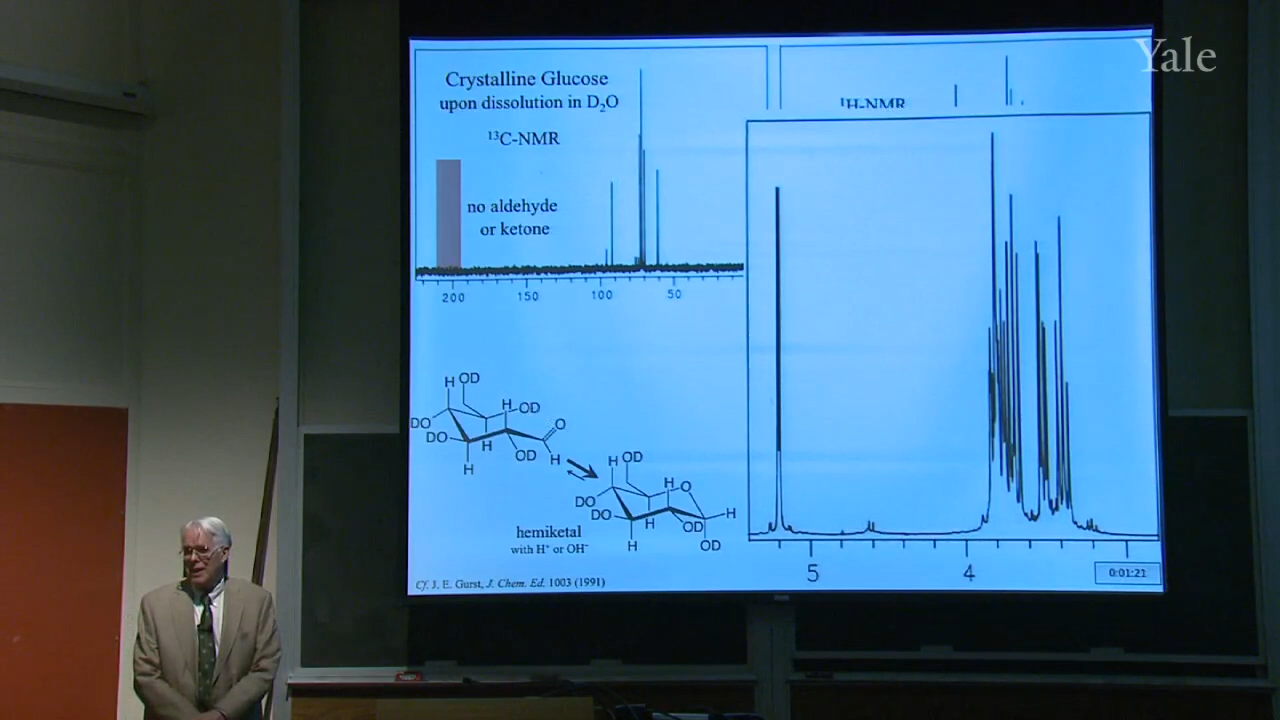 Yale
Crystalline Glucose
upon dissolution in D₂O
¹³C-NMR
no aldehyde
or ketone
200 150 100 50
¹H-NMR
5 4
0:01:21
H OD
H OD
DO
O
DO
H
OD H
H
H OD
H O
DO
DO
H
H
OD
H
OD
hemiketal
with H⁺ or OH⁻
Cf. J. E. Gurst, J. Chem. Ed. 1003 (1991)